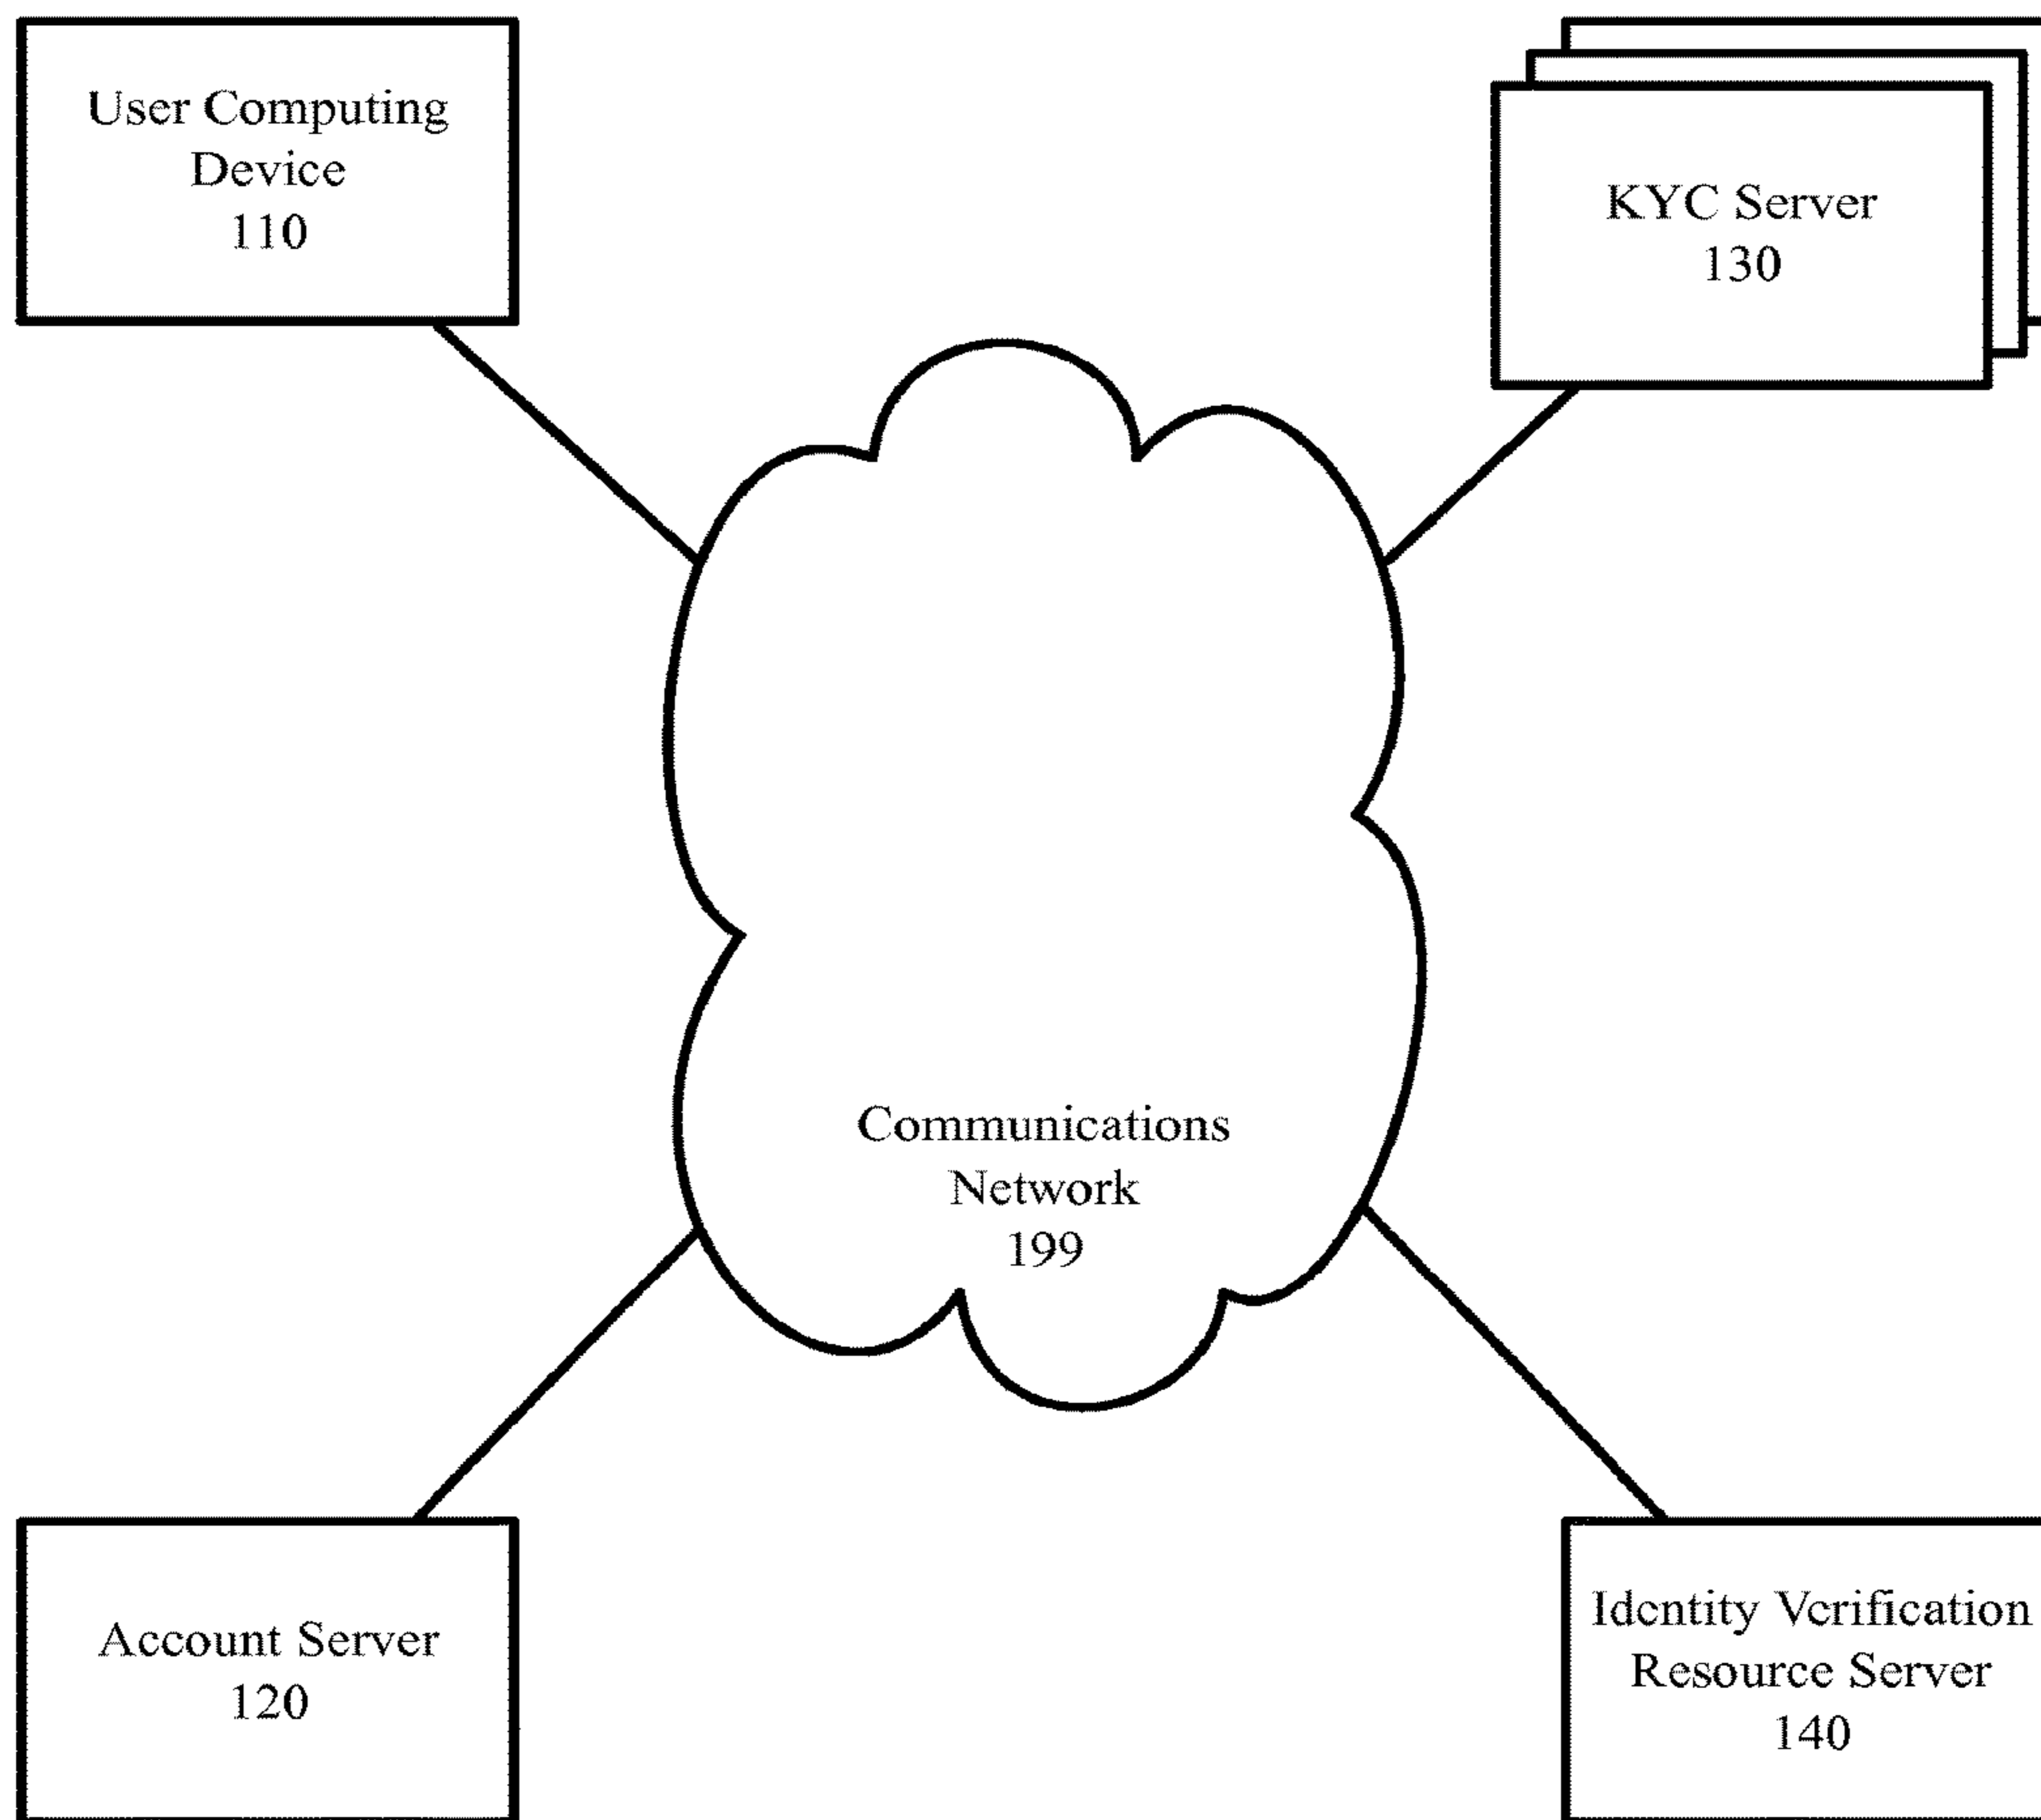 User Computing
Device
110
KYC Server
130
Communications
Network
199
Account Server
120
Identity Verification
Resource Server
140